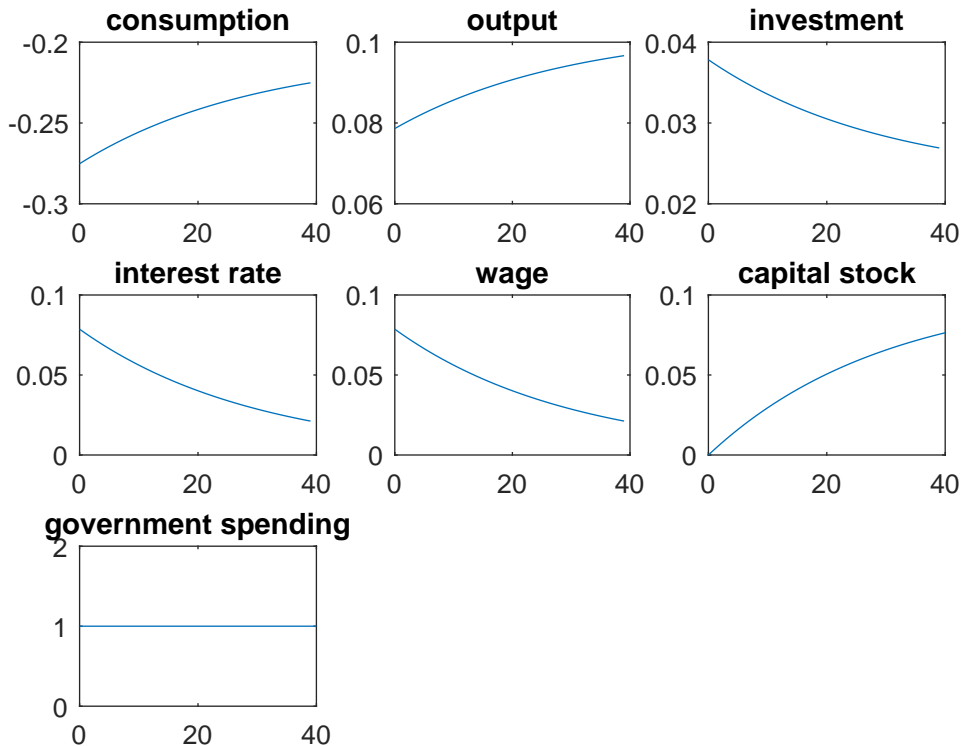 consumption
-0.2
-0.25
-0.3
0 20 40
output
0.1
0.08
0.06
0 20 40
investment
0.04
0.03
0.02
0 20 40
interest rate
0.1
0.05
0
0 20 40
wage
0.1
0.05
0
0 20 40
capital stock
0.1
0.05
0
0 20 40
government spending
2
1
0
0 20 40